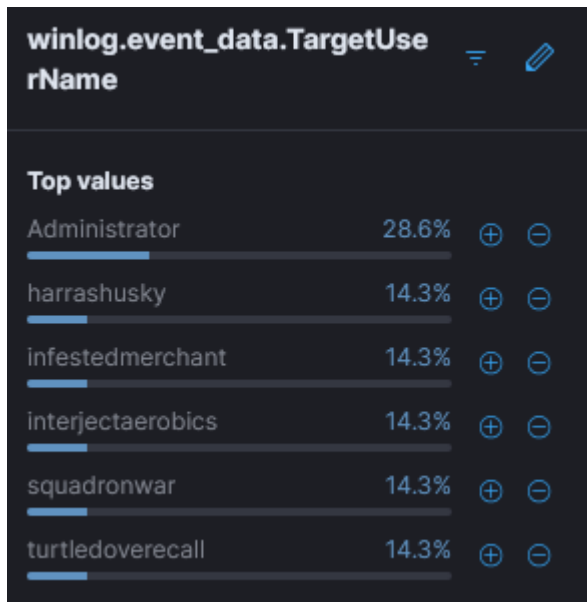 winlog.event_data.TargetUse
rName
Top values
Administrator 28.6%
harrashusky 14.3%
infestedmerchant 14.3%
interjectaerobics 14.3%
squadronwar 14.3%
turtledoverecall 14.3%